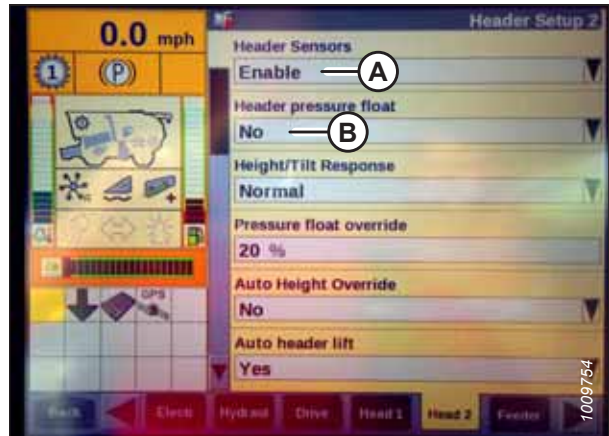 0.0 mph
Header Setup 2
1
(P)
Header Sensors
Enable
A
Header pressure float
No
B
Height/Tilt Response
Normal
Pressure float override
20 %
Auto Height Override
No
GPS
Auto header lift
Yes
Back
Electr
Hydraul
Drive
Head 1
Head 2
Feeder
1009754